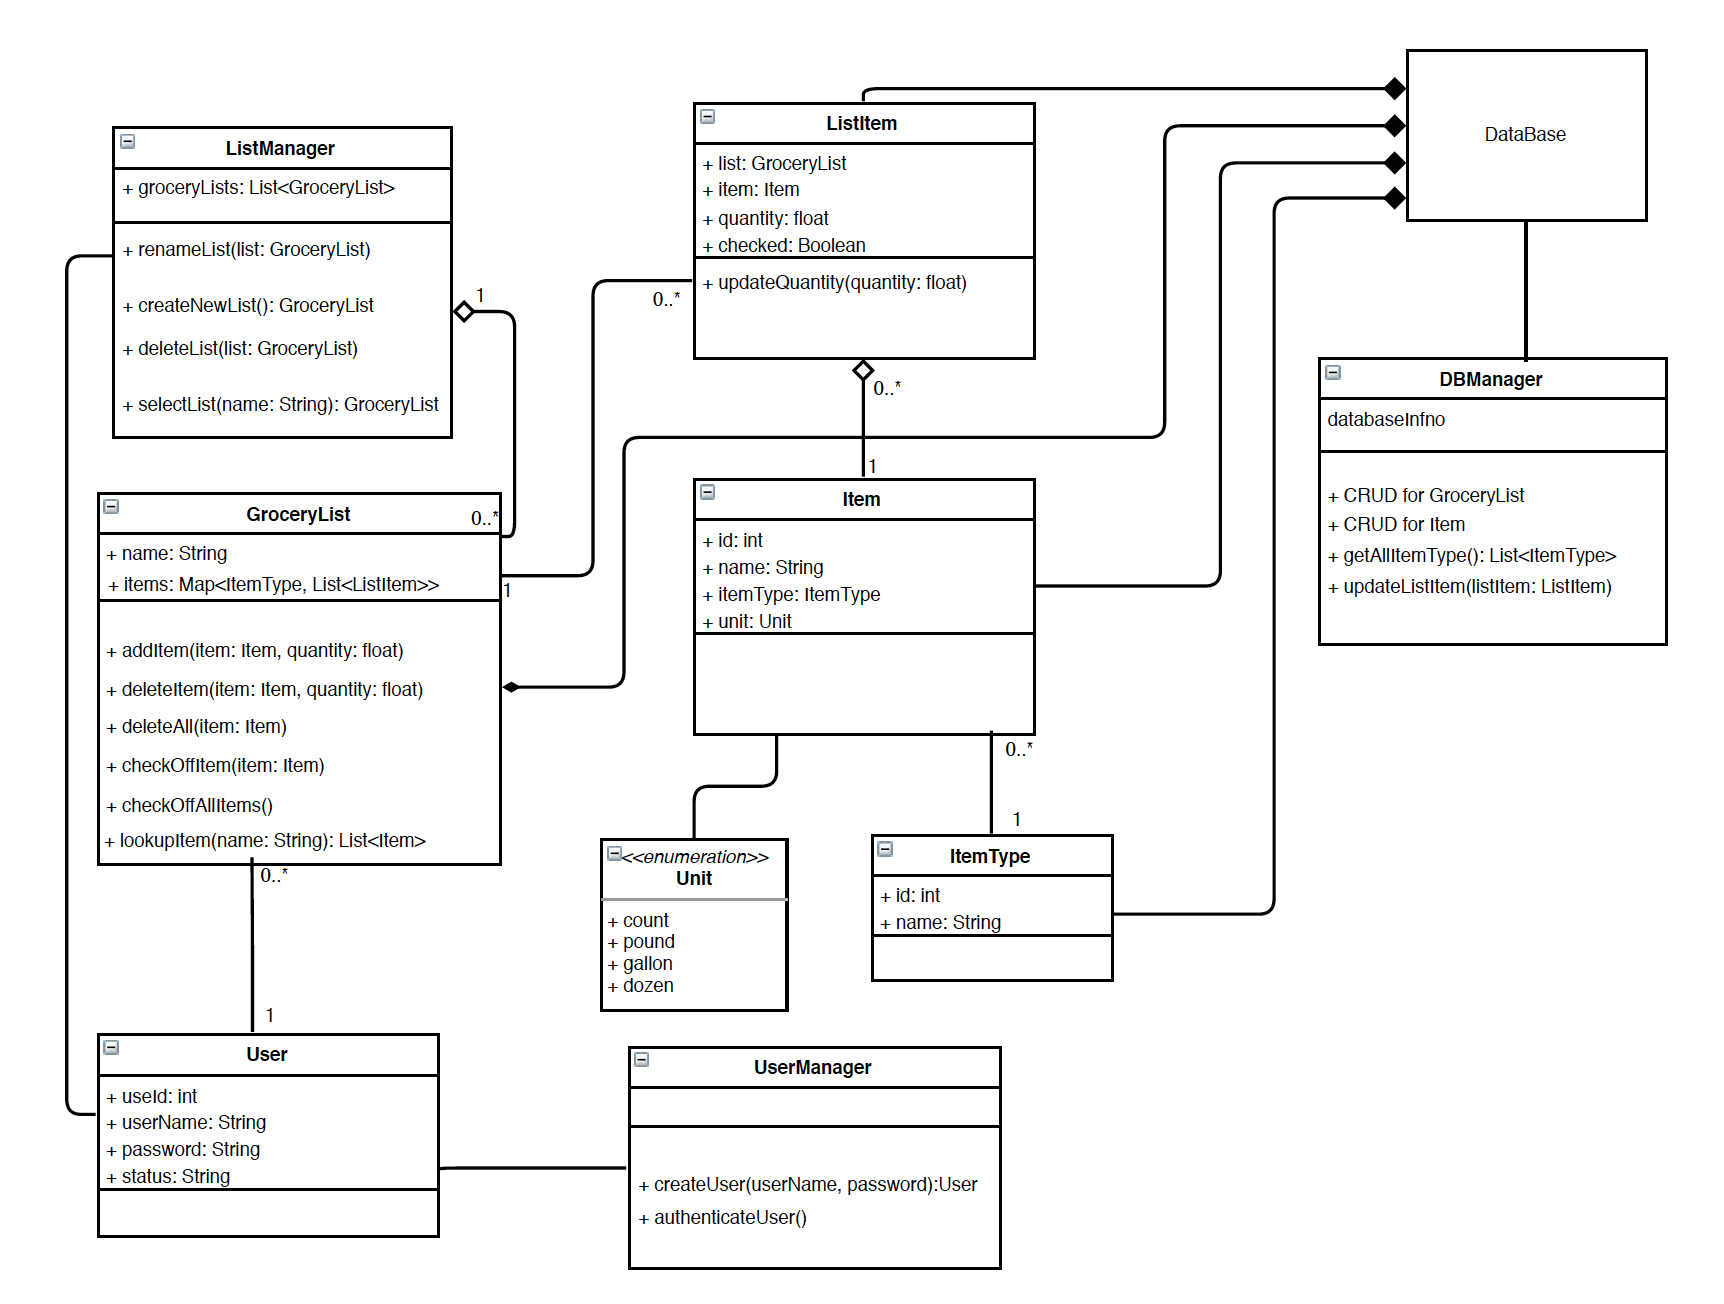 ListManager
+ groceryLists: List<GroceryList>
+ renameList(list: GroceryList)
+ createNewList(): GroceryList
+ deleteList(list: GroceryList)
+ selectList(name: String): GroceryList
1
0..*
GroceryList
+ name: String
+ items: Map<ItemType, List<ListItem>>
1
+ addItem(item: Item, quantity: float)
+ deleteItem(item: Item, quantity: float)
+ deleteAll(item: Item)
+ checkOffItem(item: Item)
+ checkOffAllItems()
+ lookupItem(name: String): List<Item>
0..*
1
User
+ useId: int
+ userName: String
+ password: String
+ status: String
ListItem
+ list: GroceryList
+ item: Item
+ quantity: float
+ checked: Boolean
+ updateQuantity(quantity: float)
0..*
0..*
1
Item
+ id: int
+ name: String
+ itemType: ItemType
+ unit: Unit
0..*
1
<<enumeration>>
Unit
+ count
+ pound
+ gallon
+ dozen
ItemType
+ id: int
+ name: String
UserManager
+ createUser(userName, password):User
+ authenticateUser()
DataBase
DBManager
databaseInfno
+ CRUD for GroceryList
+ CRUD for Item
+ getAllItemType(): List<ItemType>
+ updateListItem(listItem: ListItem)